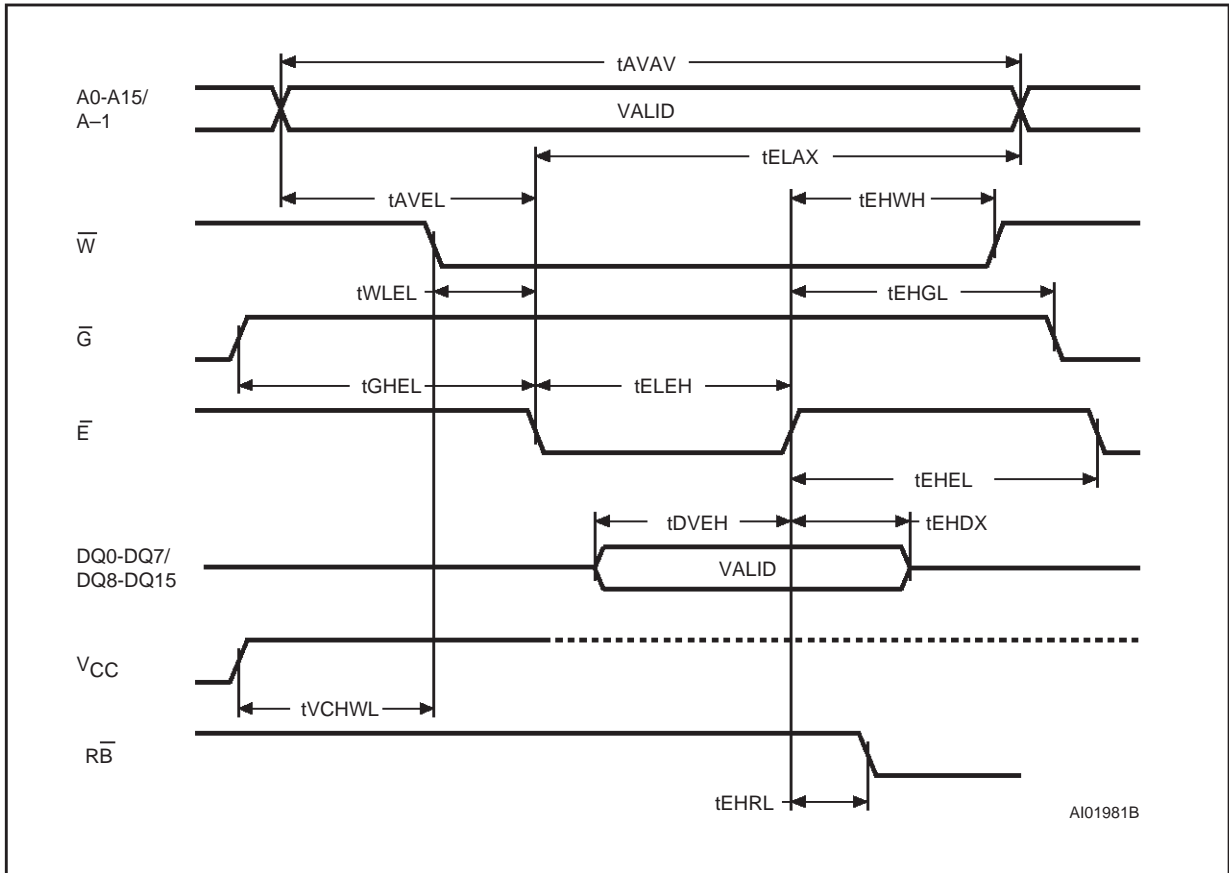 tAVAV
A0-A15/
A–1
VALID
tELAX
tAVEL
tEHWH
W̅
tWLEL
tEHGL
G̅
tGHEL
tELEH
E̅
tEHEL
tDVEH
tEHDX
DQ0-DQ7/
DQ8-DQ15
VALID
VCC
tVCHWL
RB̅
tEHRL
AI01981B